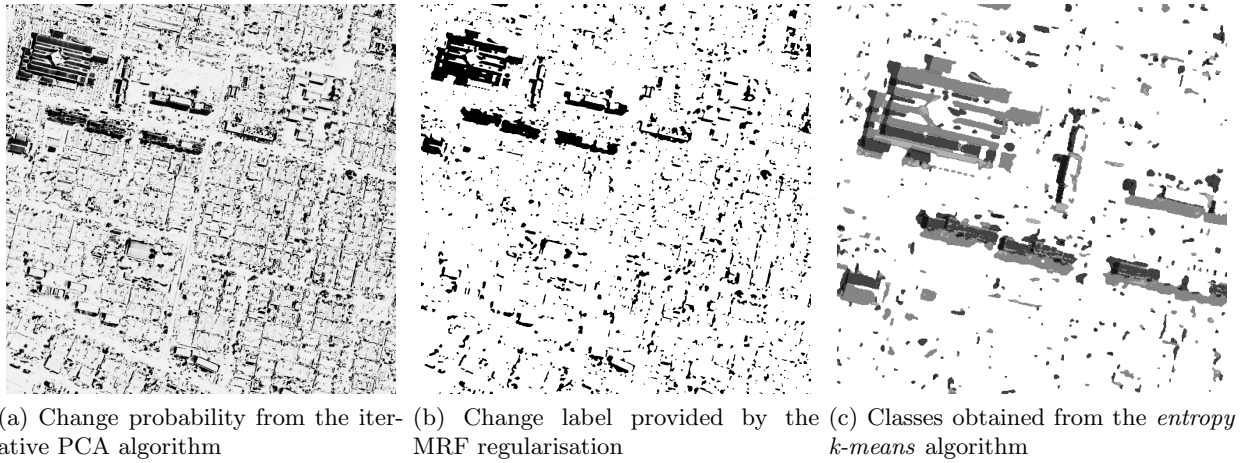 (a) Change probability from the iter-
ative PCA algorithm
(b) Change label provided by the
MRF regularisation
(c) Classes obtained from the entropy
k-means algorithm